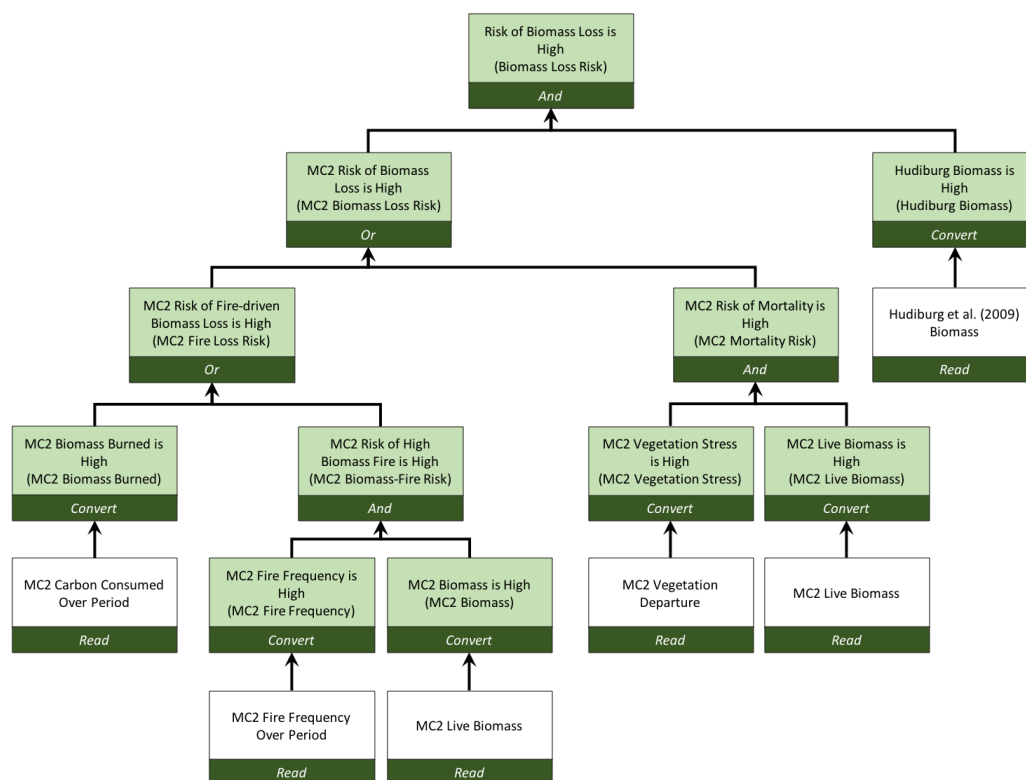 Risk of Biomass Loss is
High
(Biomass Loss Risk)
And
MC2 Risk of Biomass
Loss is High
(MC2 Biomass Loss Risk)
Or
Hudiburg Biomass is
High
(Hudiburg Biomass)
Convert
MC2 Risk of Fire-driven
Biomass Loss is High
(MC2 Fire Loss Risk)
Or
MC2 Risk of Mortality is
High
(MC2 Mortality Risk)
And
Hudiburg et al. (2009)
Biomass
Read
MC2 Biomass Burned is
High
(MC2 Biomass Burned)
Convert
MC2 Risk of High
Biomass Fire is High
(MC2 Biomass-Fire Risk)
And
MC2 Vegetation Stress
is High
(MC2 Vegetation Stress)
Convert
MC2 Live Biomass is
High
(MC2 Live Biomass)
Convert
MC2 Carbon Consumed
Over Period
Read
MC2 Fire Frequency is
High
(MC2 Fire Frequency)
Convert
MC2 Biomass is High
(MC2 Biomass)
Convert
MC2 Vegetation
Departure
Read
MC2 Live Biomass
Read
MC2 Fire Frequency
Over Period
Read
MC2 Live Biomass
Read